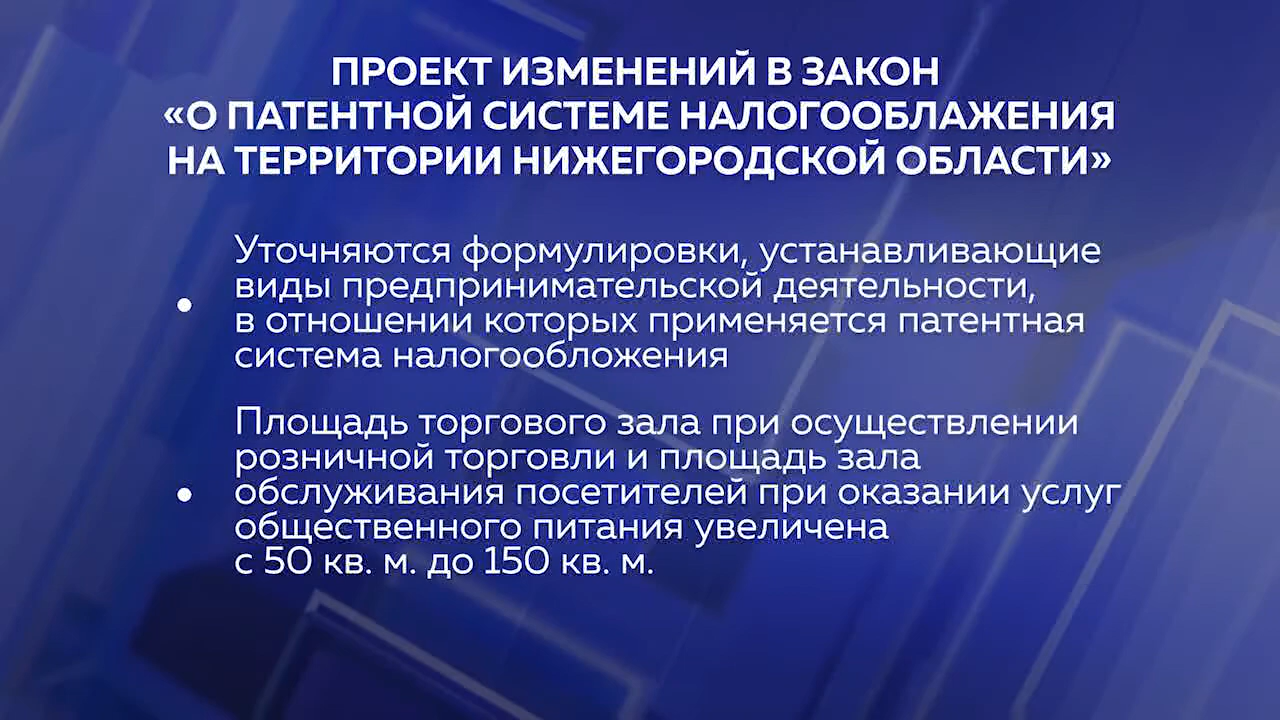 ПРОЕКТ ИЗМЕНЕНИЙ В ЗАКОН
«О ПАТЕНТНОЙ СИСТЕМЕ НАЛОГООБЛАЖЕНИЯ
НА ТЕРРИТОРИИ НИЖЕГОРОДСКОЙ ОБЛАСТИ»
Уточняются формулировки, устанавливающие
виды предпринимательской деятельности,
• в отношении которых применяется патентная
система налогообложения
Площадь торгового зала при осуществлении
розничной торговли и площадь зала
• обслуживания посетителей при оказании услуг
общественного питания увеличена
с 50 кв. м. до 150 кв. м.